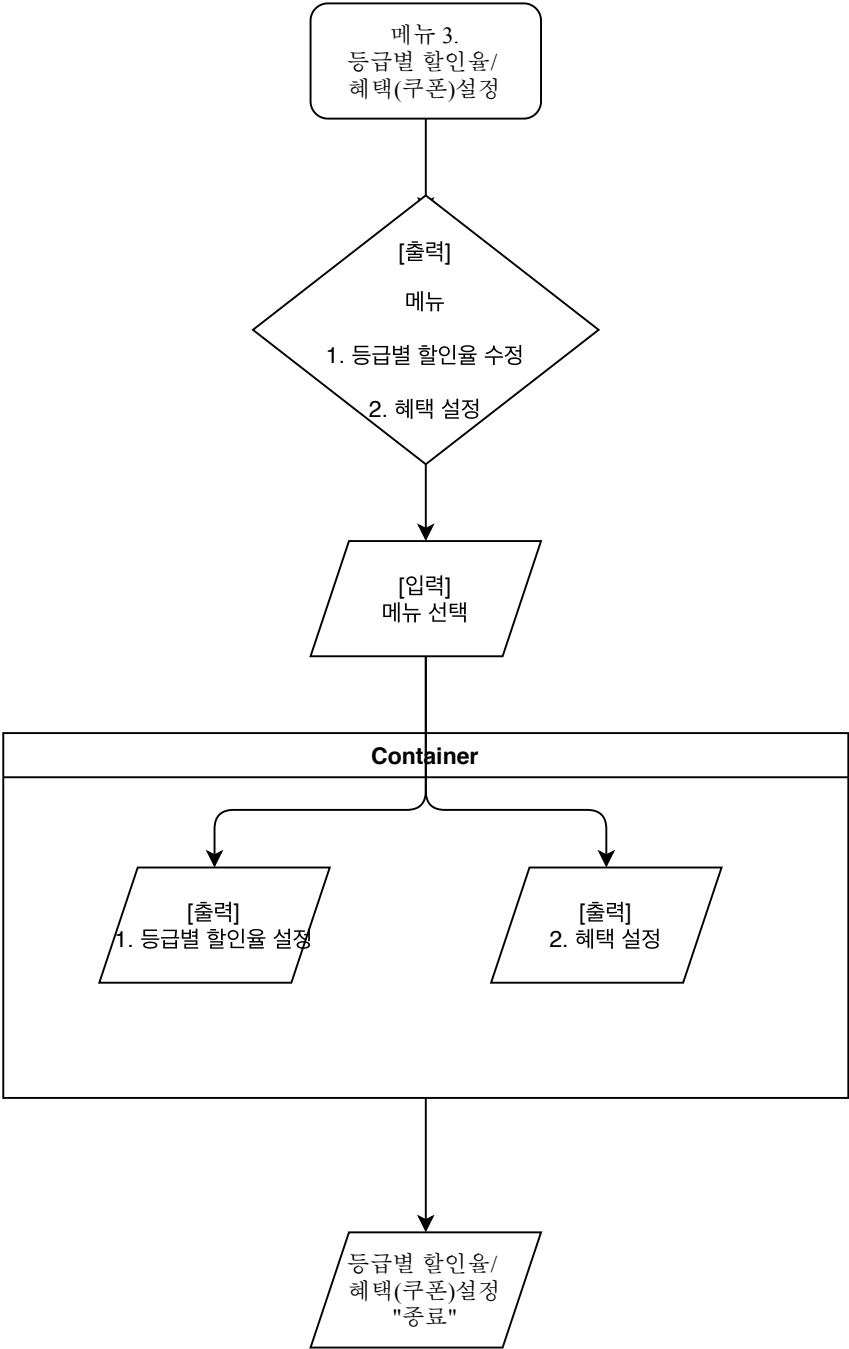 메뉴 3.
등급별 할인율/
혜택(쿠폰)설정
[출력]
메뉴
1. 등급별 할인율 수정
2. 혜택 설정
[입력]
메뉴 선택
Container
[출력]
1. 등급별 할인율 설정
[출력]
2. 혜택 설정
등급별 할인율/
혜택(쿠폰)설정
"종료"